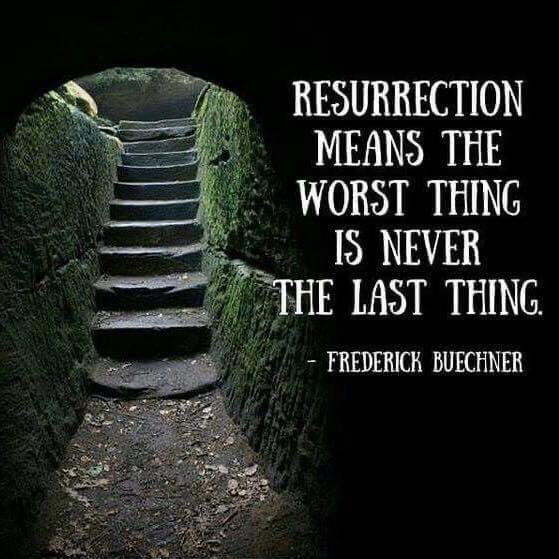 RESURRECTION
MEANS THE
WORST THING
IS NEVER
THE LAST THING.
- FREDERICK BUECHNER